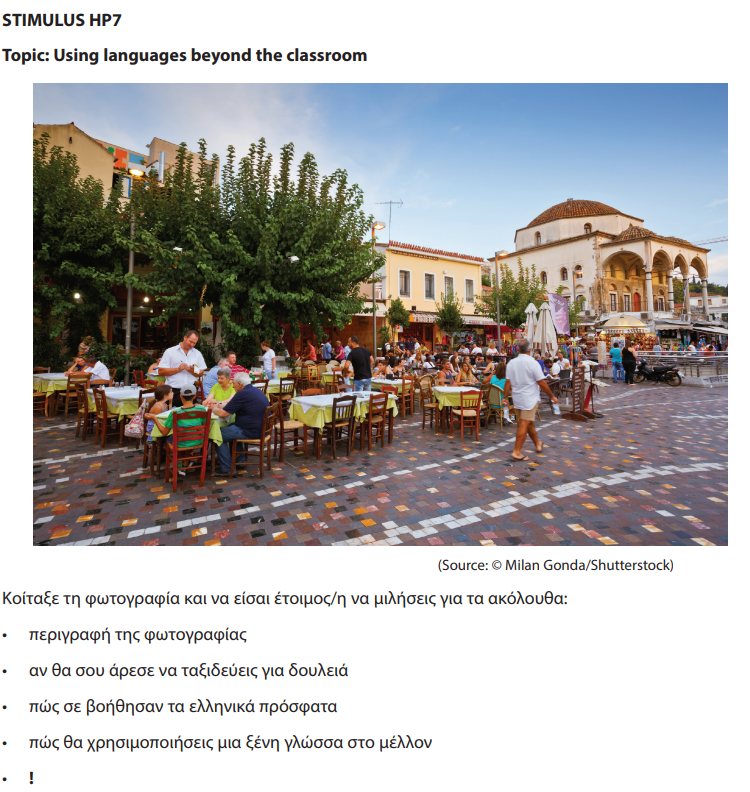 STIMULUS HP7
Topic: Using languages beyond the classroom
(Source: © Milan Gonda/Shutterstock)
Κοίταξε τη φωτογραφία και να είσαι έτοιμος/η να μιλήσεις για τα ακόλουθα:
• περιγραφή της φωτογραφίας
• αν θα σου άρεσε να ταξιδεύεις για δουλειά
• πώς σε βοήθησαν τα ελληνικά πρόσφατα
• πώς θα χρησιμοποιήσεις μια ξένη γλώσσα στο μέλλον
• !